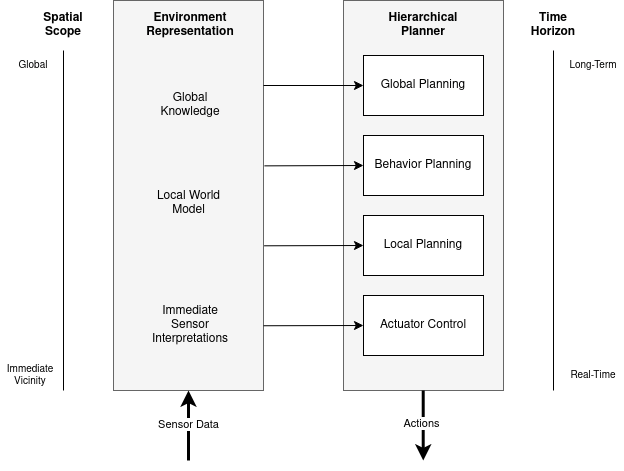 Spatial
Scope
Environment
Representation
Hierarchical
Planner
Time
Horizon
Global
Long-Term
Global
Knowledge
Global Planning
Local World
Model
Behavior Planning
Local Planning
Immediate
Sensor
Interpretations
Actuator Control
Immediate
Vicinity
Real-Time
Sensor Data
Actions